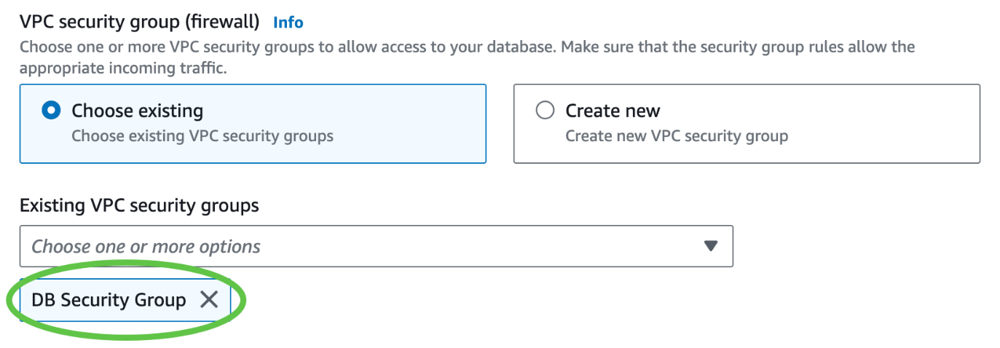 VPC security group (firewall) Info
Choose one or more VPC security groups to allow access to your database. Make sure that the security group rules allow the
appropriate incoming traffic.
Choose existing
Choose existing VPC security groups
Create new
Create new VPC security group
Existing VPC security groups
Choose one or more options
DB Security Group